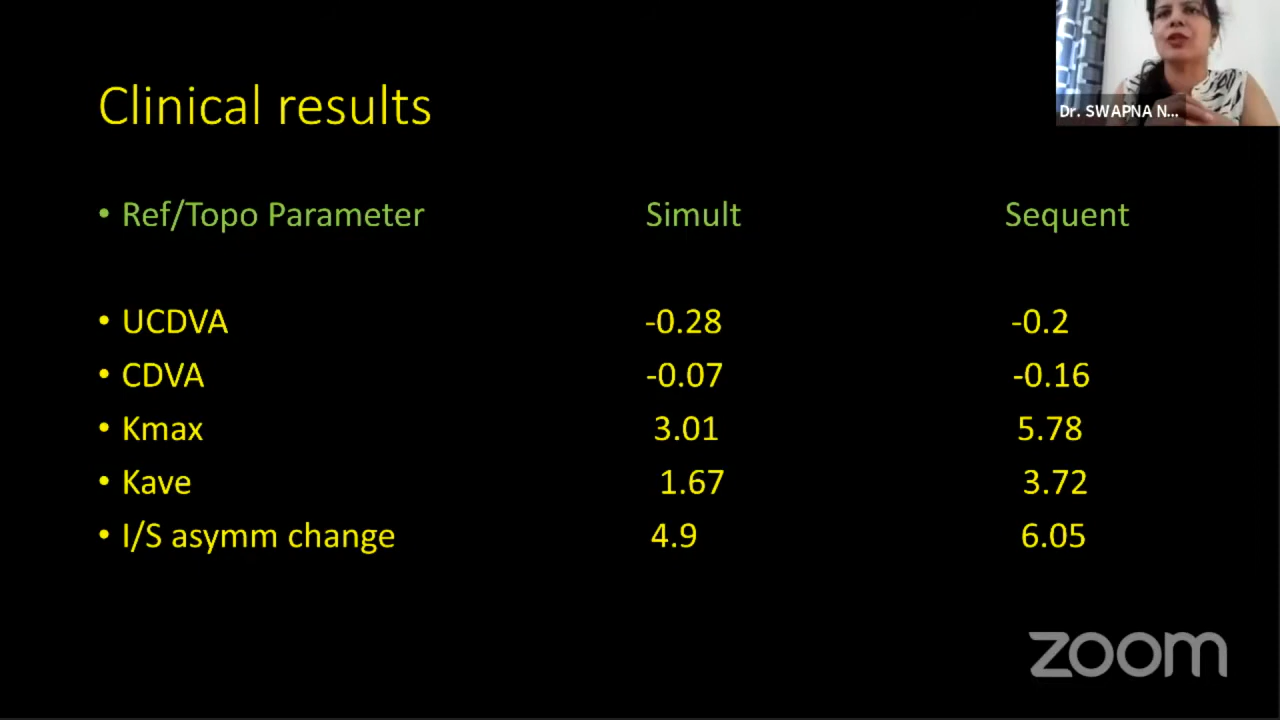 Clinical results
Dr. SWAPNA N...
• Ref/Topo Parameter Simult Sequent
• UCDVA -0.28 -0.2
• CDVA -0.07 -0.16
• Kmax 3.01 5.78
• Kave 1.67 3.72
• I/S asymm change 4.9 6.05
zoom